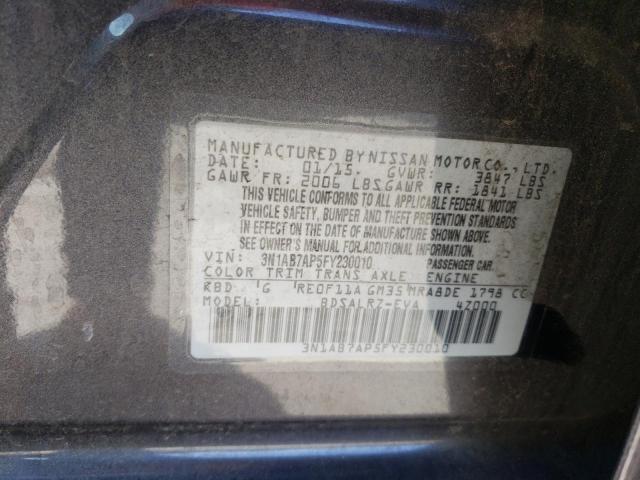 MANUFACTURED BY NISSAN MOTOR CO., LTD.
DATE: 01/15. GVWR: 3847 LBS
GAWR FR: 2006 LBS GAWR RR: 1841 LBS
THIS VEHICLE CONFORMS TO ALL APPLICABLE FEDERAL MOTOR
VEHICLE SAFETY, BUMPER AND THEFT PREVENTION STANDARDS
IN EFFECT ON THE DATE OF MANUFACTURE SHOWN ABOVE.
SEE OWNER'S MANUAL FOR ADDITIONAL INFORMATION.
VIN: 3N1AB7AP5FY230010 PASSENGER CAR
COLOR TRIM TRANS AXLE ENGINE
RBD G RE0F11A GM35 MRA8DE 1798 CC
MODEL: BDSALRZ-EVA 4Z000
3N1AB7AP5FY230010